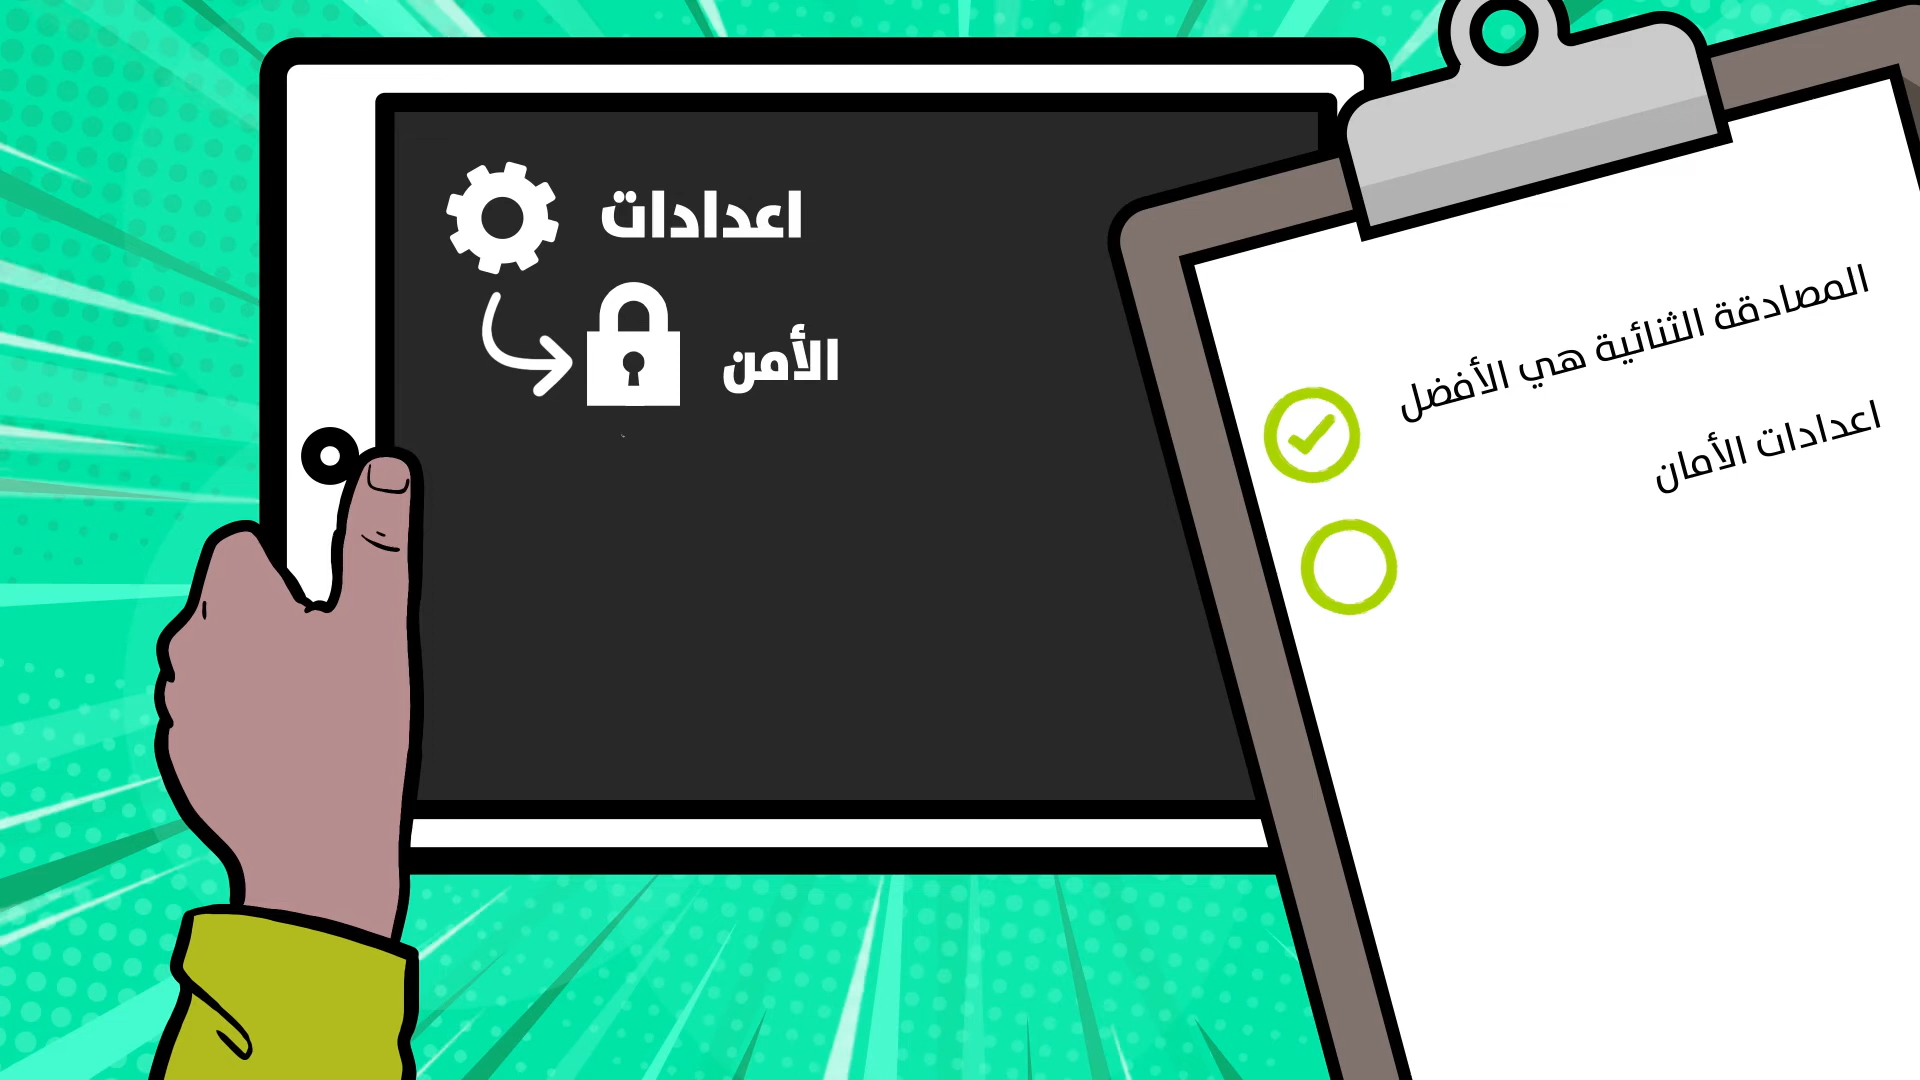 اعدادات
الأمن
المصادقة الثنائية هي الأفضل
اعدادات الأمان